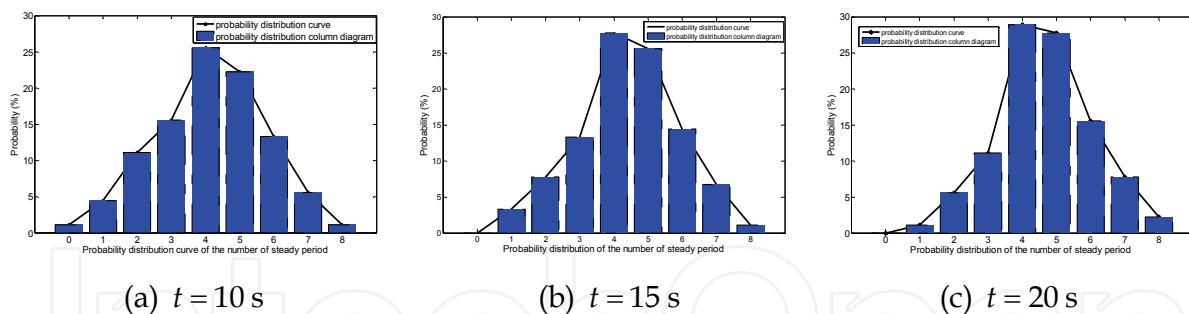 probability distribution curve
probability distribution column diagram
30
25
20
15
10
5
0
Probability (%)
0 1 2 3 4 5 6 7 8
Probability distribution curve of the number of steady period
(a) t = 10 s
probability distribution curve
probability distribution column diagram
30
25
20
15
10
5
0
Probability (%)
0 1 2 3 4 5 6 7 8
Probability distribution of the number of steady period
(b) t = 15 s
probability distribution curve
probability distribution column diagram
30
25
20
15
10
5
0
Probability (%)
0 1 2 3 4 5 6 7 8
Probability distribution of the number of steady period
(c) t = 20 s